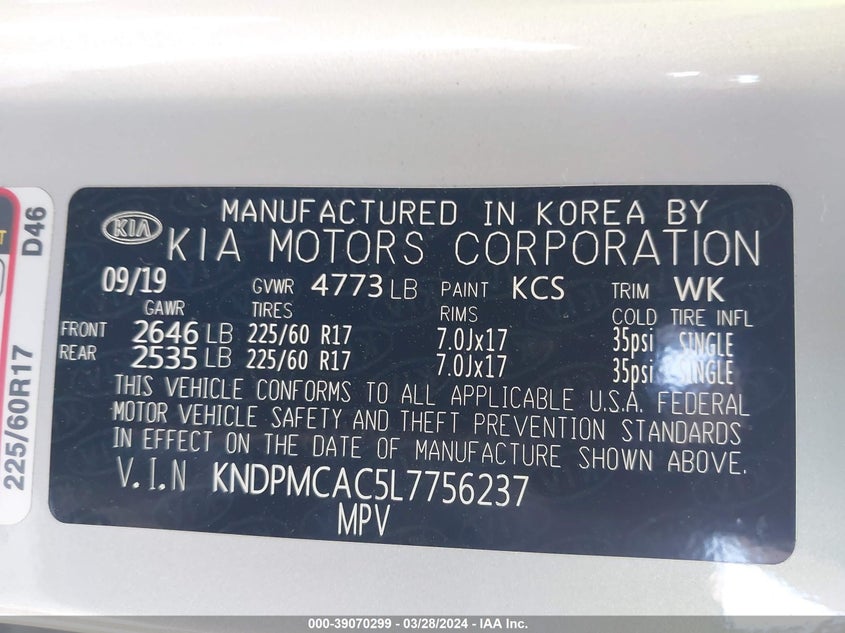 MANUFACTURED IN KOREA BY
KIA KIA MOTORS CORPORATION
09/19 GVWR 4773 LB PAINT KCS TRIM WK
GAWR TIRES RIMS COLD TIRE INFL
FRONT 2646 LB 225/60 R17 7.0Jx17 35psi SINGLE
REAR 2535 LB 225/60 R17 7.0Jx17 35psi SINGLE
THIS VEHICLE CONFORMS TO ALL APPLICABLE U.S.A. FEDERAL
MOTOR VEHICLE SAFETY AND THEFT PREVENTION STANDARDS
IN EFFECT ON THE DATE OF MANUFACTURE SHOWN ABOVE.
V.I.N KNDPMCAC5L7756237
MPV
D46
225/60R17
000-39070299 — 03/28/2024 — IAA Inc.